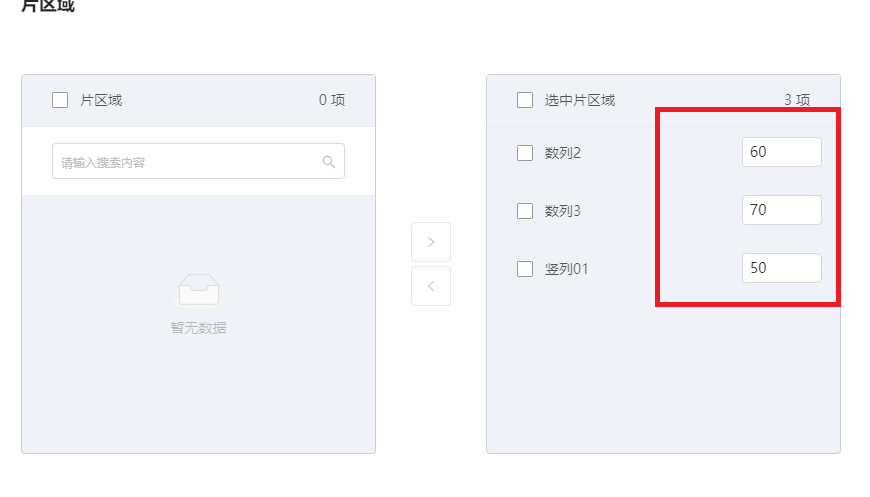 片区域
片区域 0 项
请输入搜索内容
暂无数据
选中片区域 3 项
数列2 60
数列3 70
竖列01 50